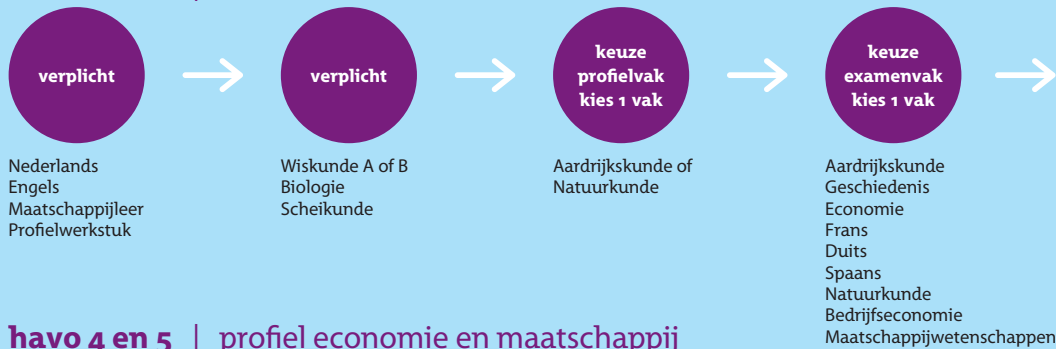 verplicht
verplicht
keuze
profielvak
kies 1 vak
keuze
examenvak
kies 1 vak
Nederlands
Engels
Maatschappijleer
Profielwerkstuk
Wiskunde A of B
Biologie
Scheikunde
Aardrijkskunde of
Natuurkunde
Aardrijkskunde
Geschiedenis
Economie
Frans
Duits
Spaans
Natuurkunde
Bedrijfseconomie
Maatschappijwetenschappen
havo 4 en 5 | profiel economie en maatschappij